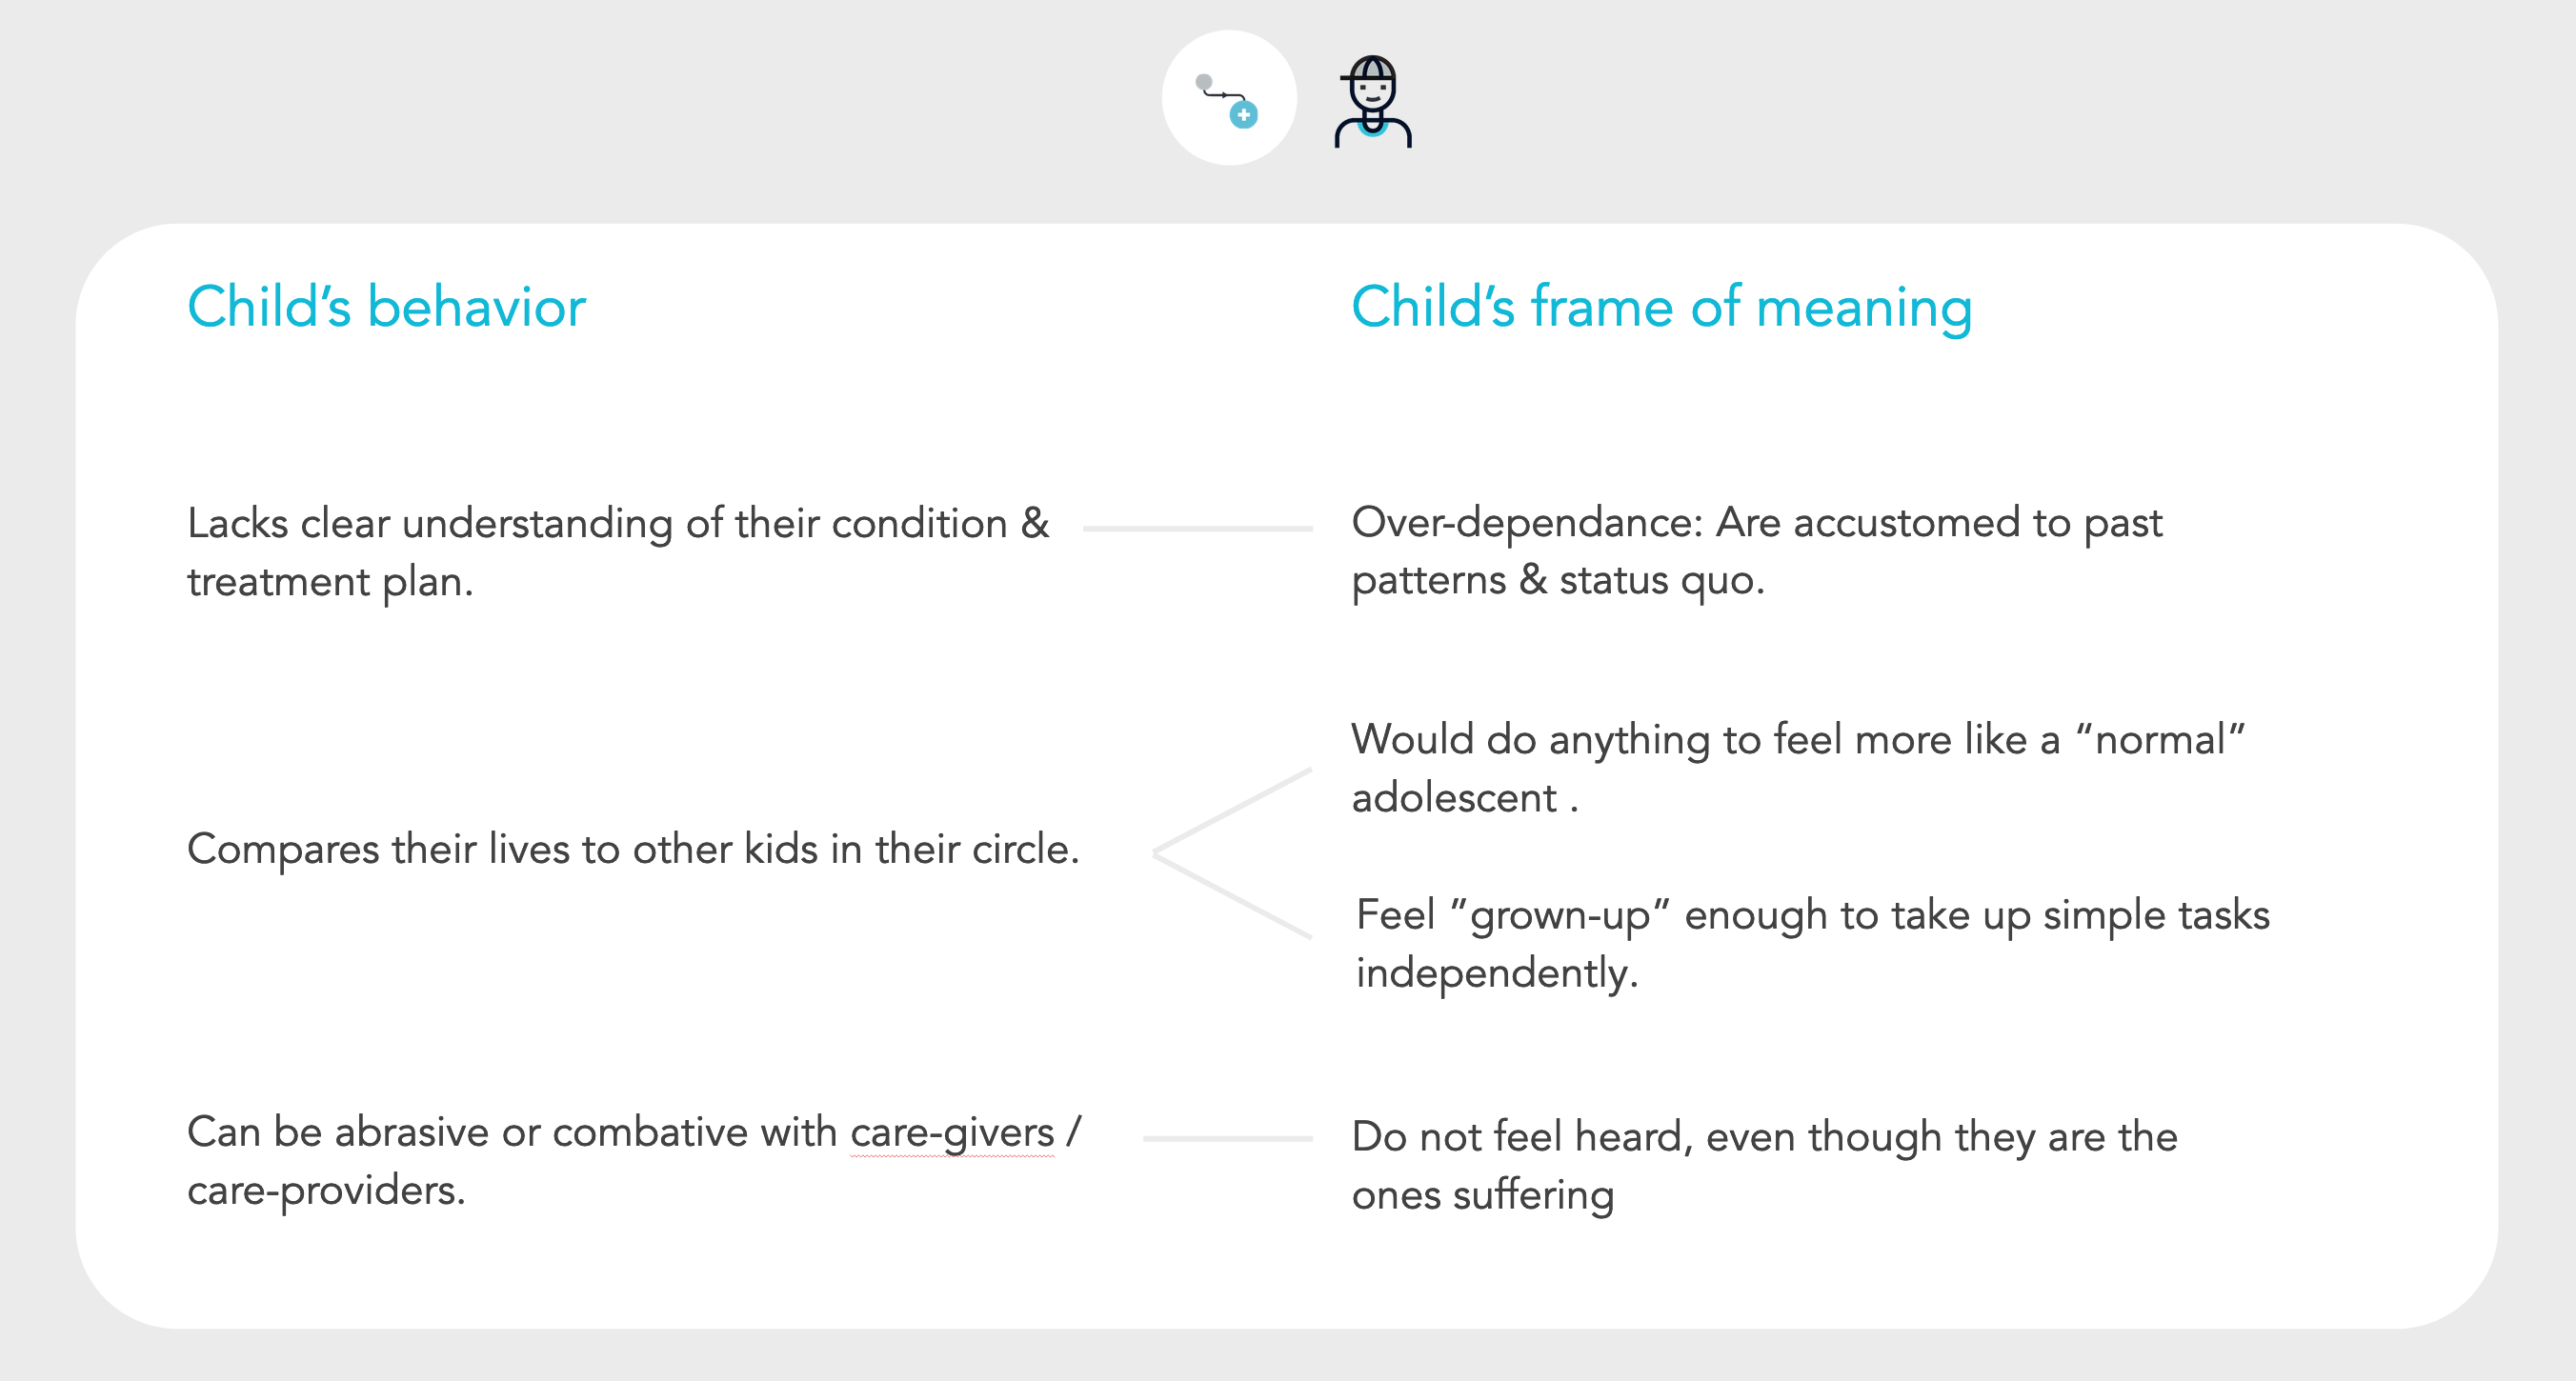 Child’s behavior
Child’s frame of meaning
Lacks clear understanding of their condition &
treatment plan.
Over-dependance: Are accustomed to past
patterns & status quo.
Compares their lives to other kids in their circle.
Would do anything to feel more like a “normal”
adolescent .
Feel ”grown-up” enough to take up simple tasks
independently.
Can be abrasive or combative with care-givers /
care-providers.
Do not feel heard, even though they are the
ones suffering